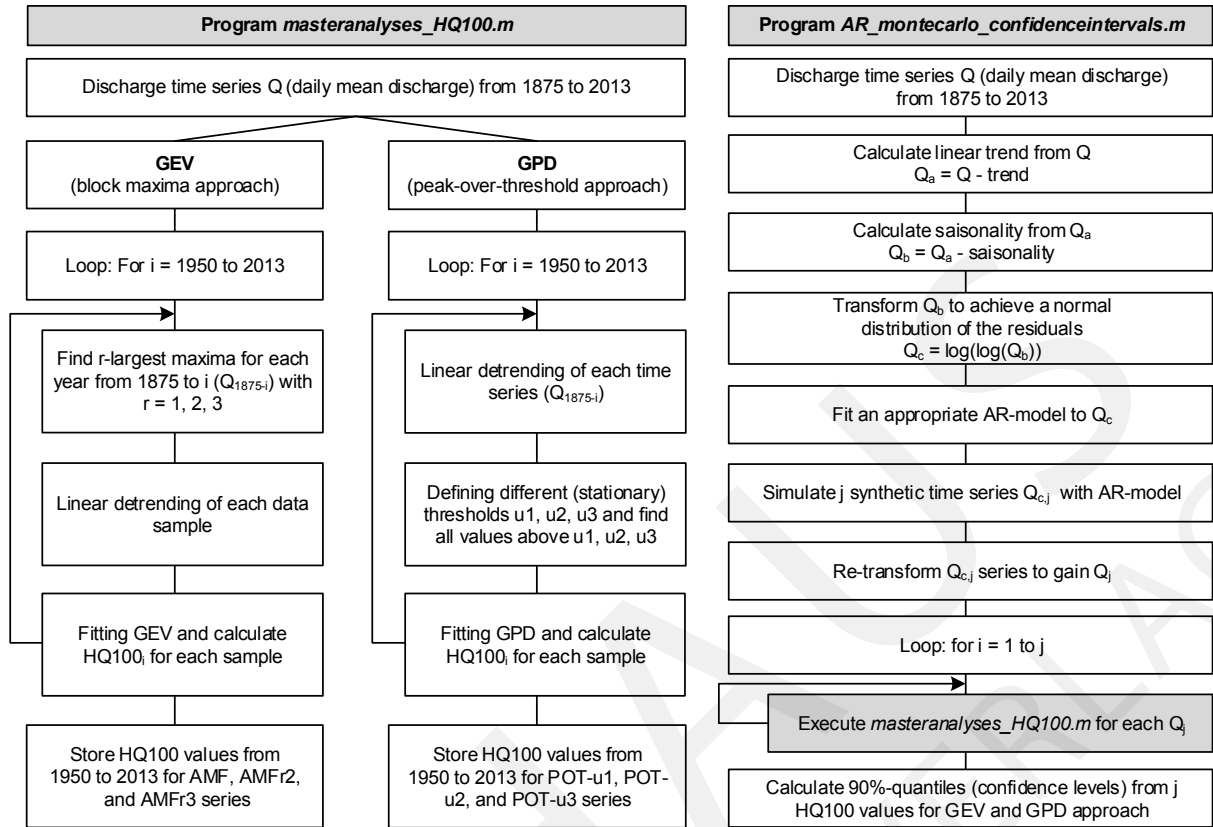 Program masteranalyses_HQ100.m
Discharge time series Q (daily mean discharge) from 1875 to 2013
GEV
(block maxima approach)
Loop: For i = 1950 to 2013
Find r-largest maxima for each
year from 1875 to i (Q1875-i) with
r = 1, 2, 3
Linear detrending of each data
sample
Fitting GEV and calculate
HQ100i for each sample
Store HQ100 values from
1950 to 2013 for AMF, AMFr2,
and AMFr3 series
GPD
(peak-over-threshold approach)
Loop: For i = 1950 to 2013
Linear detrending of each time
series (Q1875-i)
Defining different (stationary)
thresholds u1, u2, u3 and find
all values above u1, u2, u3
Fitting GPD and calculate
HQ100i for each sample
Store HQ100 values from
1950 to 2013 for POT-u1, POT-
u2, and POT-u3 series
Program AR_montecarlo_confidenceintervals.m
Discharge time series Q (daily mean discharge)
from 1875 to 2013
Calculate linear trend from Q
Qa = Q - trend
Calculate saisonality from Qa
Qb = Qa - saisonality
Transform Qb to achieve a normal
distribution of the residuals
Qc = log(log(Qb))
Fit an appropriate AR-model to Qc
Simulate j synthetic time series Qc,j with AR-model
Re-transform Qc,j series to gain Qj
Loop: for i = 1 to j
Execute masteranalyses_HQ100.m for each Qj
Calculate 90%-quantiles (confidence levels) from j
HQ100 values for GEV and GPD approach